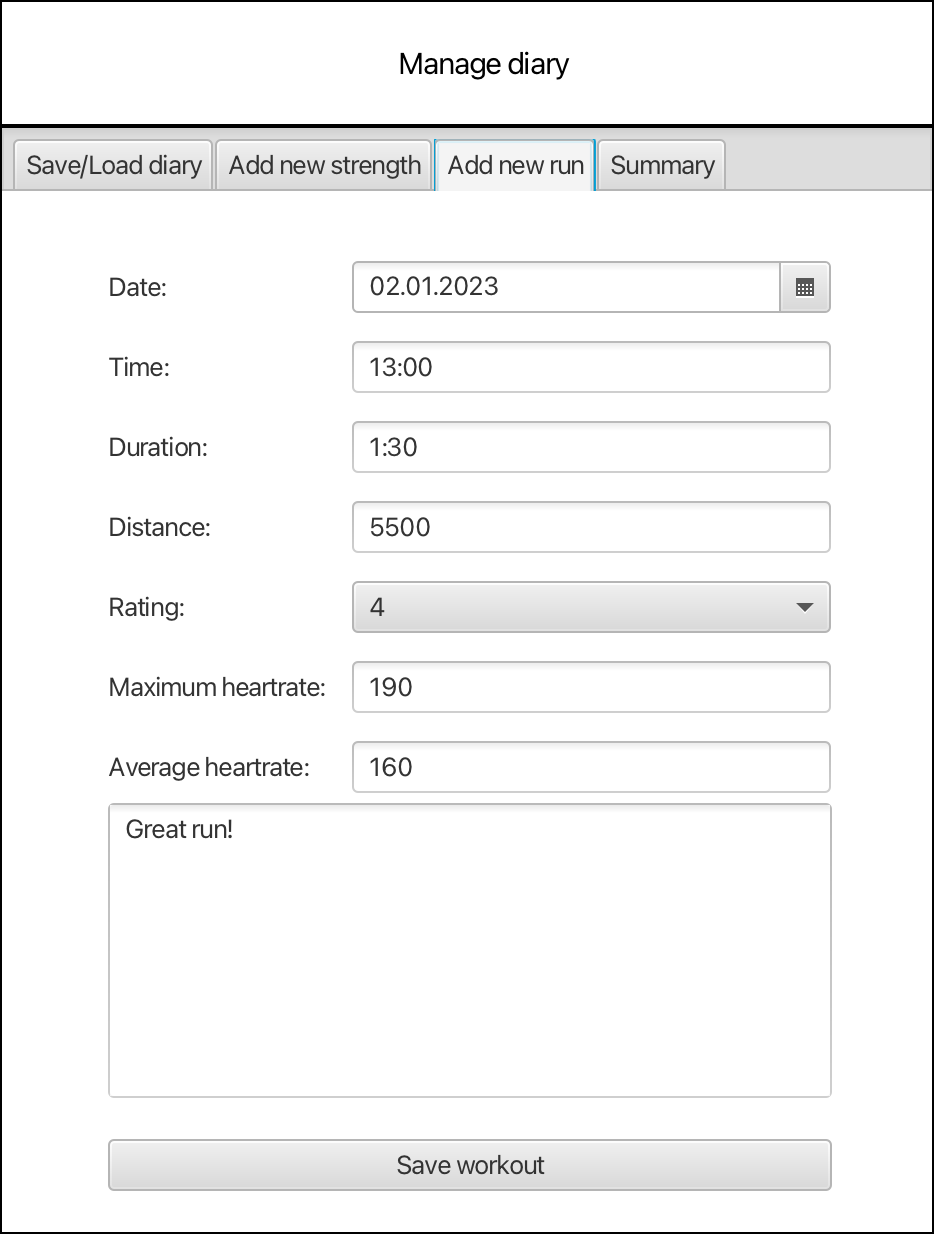 Manage diary
Save/Load diary Add new strength Add new run Summary
Date: 02.01.2023
Time: 13:00
Duration: 1:30
Distance: 5500
Rating: 4
Maximum heartrate: 190
Average heartrate: 160
Great run!
Save workout